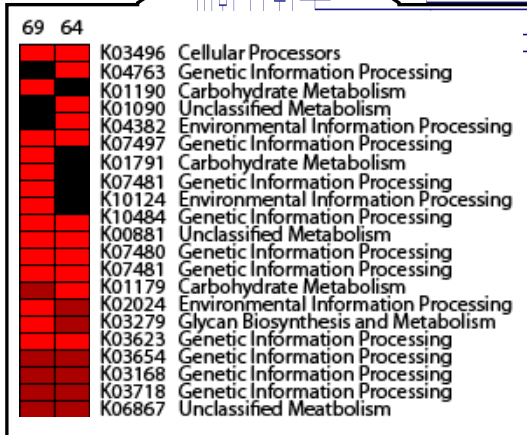 69 64
K03496 Cellular Processors
K04763 Genetic Information Processing
K01190 Carbohydrate Metabolism
K01090 Unclassified Metabolism
K04382 Environmental Information Processing
K07497 Genetic Information Processing
K01791 Carbohydrate Metabolism
K07481 Genetic Information Processing
K10124 Environmental Information Processing
K10484 Genetic Information Processing
K00881 Unclassified Metabolism
K07480 Genetic Information Processing
K07481 Genetic Information Processing
K01179 Carbohydrate Metabolism
K02024 Environmental Information Processing
K03279 Glycan Biosynthesis and Metabolism
K03623 Genetic Information Processing
K03654 Genetic Information Processing
K03168 Genetic Information Processing
K03718 Genetic Information Processing
K06867 Unclassified Meatbolism